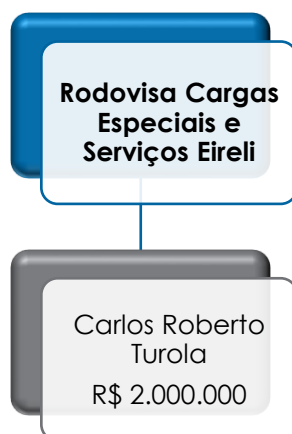 Rodovisa Cargas
Especiais e
Serviços Eireli
Carlos Roberto
Turola
R$ 2.000.000